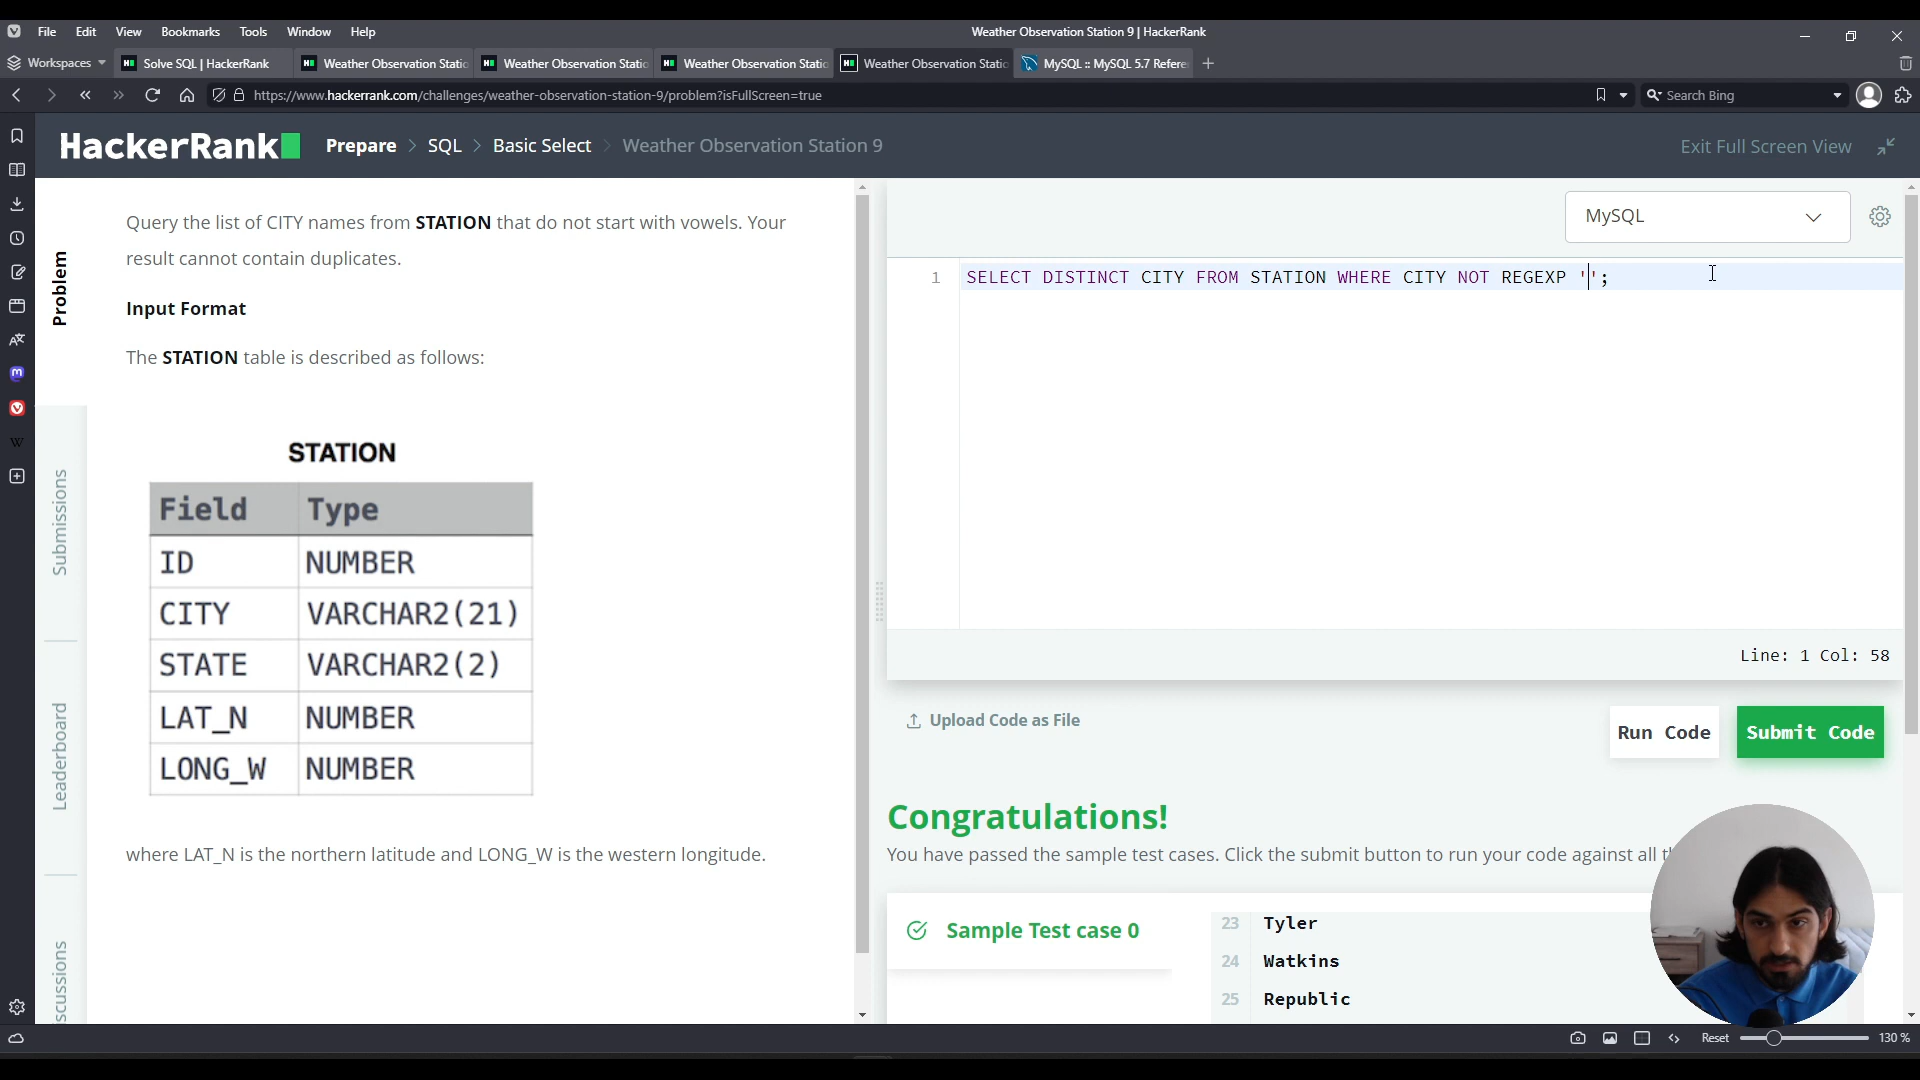 File Edit View Bookmarks Tools Window Help
Weather Observation Station 9 | HackerRank
Workspaces
Solve SQL | HackerRank
Weather Observation Static
Weather Observation Static
Weather Observation Static
Weather Observation Static
MySQL :: MySQL 5.7 Refere
https://www.hackerrank.com/challenges/weather-observation-station-9/problem?isFullScreen=true
Search Bing
HackerRank
Prepare > SQL > Basic Select > Weather Observation Station 9
Exit Full Screen View
Problem
Submissions
Leaderboard
scussions
Query the list of CITY names from STATION that do not start with vowels. Your
result cannot contain duplicates.
Input Format
The STATION table is described as follows:
STATION
Field Type
ID NUMBER
CITY VARCHAR2(21)
STATE VARCHAR2(2)
LAT_N NUMBER
LONG_W NUMBER
where LAT_N is the northern latitude and LONG_W is the western longitude.
MySQL
1 SELECT DISTINCT CITY FROM STATION WHERE CITY NOT REGEXP '';
Line: 1 Col: 58
Upload Code as File
Run Code
Submit Code
Congratulations!
You have passed the sample test cases. Click the submit button to run your code against all
Sample Test case 0
23 Tyler
24 Watkins
25 Republic
Reset
130 %